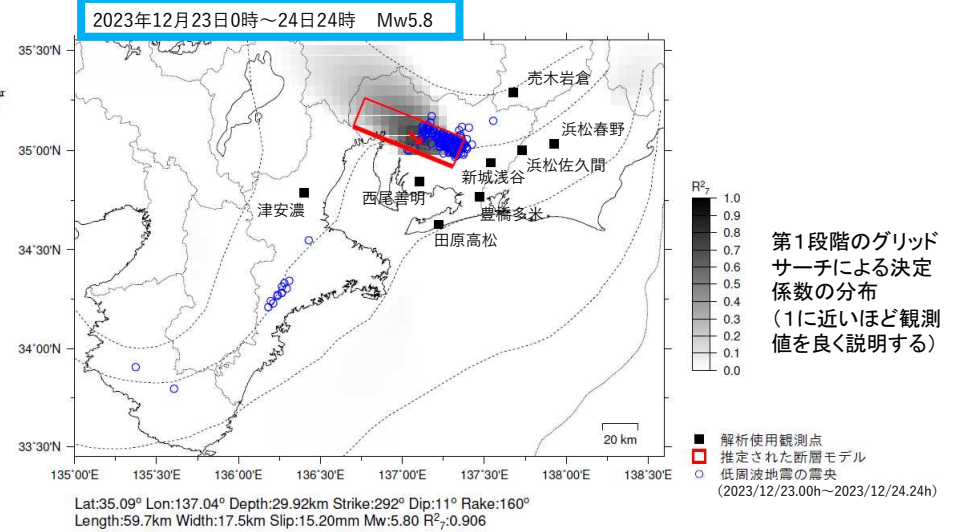 2023年12月23日0時～24日24時　Mw5.8
35°30'N
35°00'N
34°30'N
34°00'N
33°30'N
135°00'E
135°30'E
136°00'E
136°30'E
137°00'E
137°30'E
138°00'E
138°30'E
売木岩倉
浜松春野
浜松佐久間
新城浅谷
西尾善明
豊橋多米
津安濃
田原高松
20 km
R²₇
1.0
0.9
0.8
0.7
0.6
0.5
0.4
0.3
0.2
0.1
0.0
第１段階のグリッド
サーチによる決定
係数の分布
（１に近いほど観測
値を良く説明する）
解析使用観測点
推定された断層モデル
低周波地震の震央
（2023/12/23.00h～2023/12/24.24h）
Lat:35.09° Lon:137.04° Depth:29.92km Strike:292° Dip:11° Rake:160°
Length:59.7km Width:17.5km Slip:15.20mm Mw:5.80 R²₇:0.906